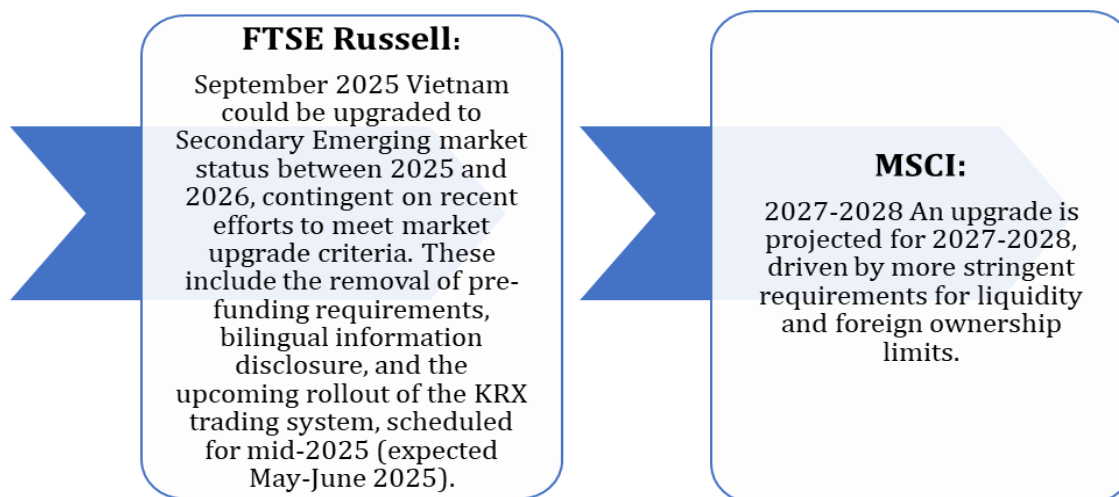 FTSE Russell:
September 2025 Vietnam
could be upgraded to
Secondary Emerging market
status between 2025 and
2026, contingent on recent
efforts to meet market
upgrade criteria. These
include the removal of pre-
funding requirements,
bilingual information
disclosure, and the
upcoming rollout of the KRX
trading system, scheduled
for mid-2025 (expected
May-June 2025).
MSCI:
2027-2028 An upgrade is
projected for 2027-2028,
driven by more stringent
requirements for liquidity
and foreign ownership
limits.